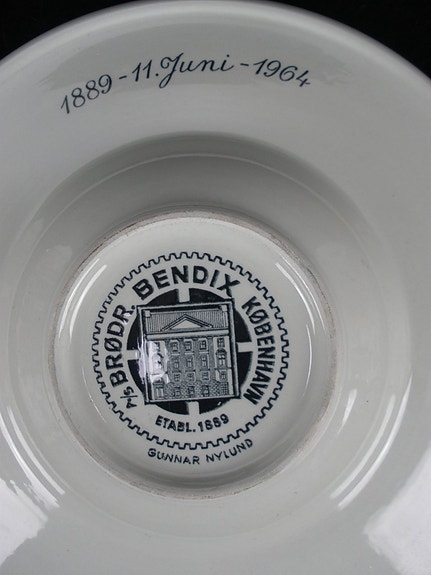 1889-11. Juni-1964
A/S BRØDR. BENDIX KØBENHAVN
ETABL. 1889
GUNNAR NYLUND